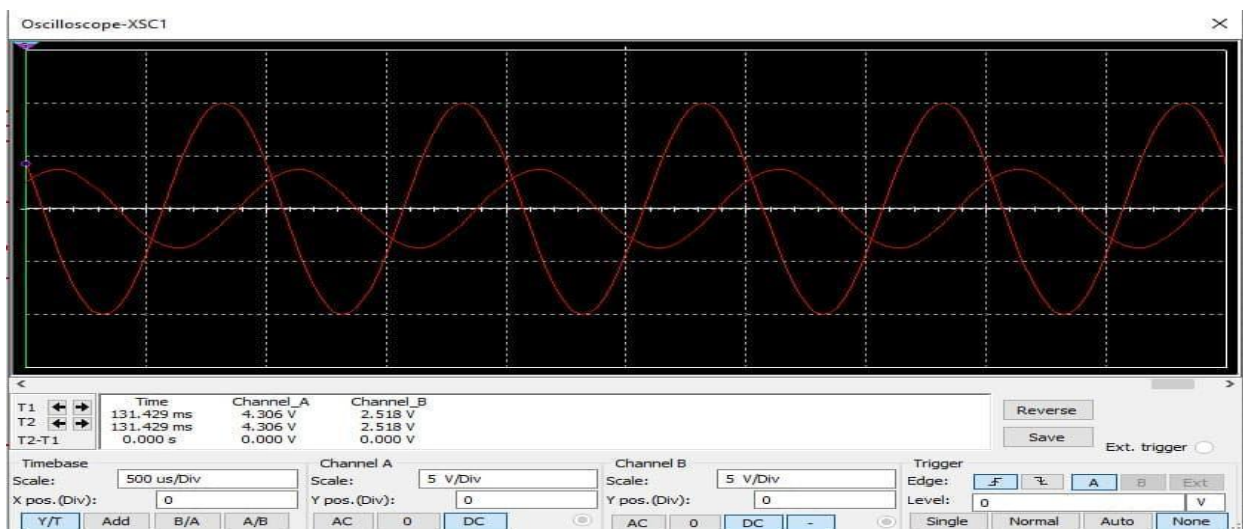 Oscilloscope-XSC1
Time Channel_A Channel_B
T1 131.429 ms 4.306 V 2.518 V
T2 131.429 ms 4.306 V 2.518 V
T2-T1 0.000 s 0.000 V 0.000 V
Reverse
Save
Ext. trigger
Timebase
Scale: 500 us/Div
X pos.(Div): 0
Y/T Add B/A A/B
Channel A
Scale: 5 V/Div
Y pos.(Div): 0
AC 0 DC
Channel B
Scale: 5 V/Div
Y pos.(Div): 0
AC 0 DC -
Trigger
Edge: A B Ext
Level: 0 V
Single Normal Auto None